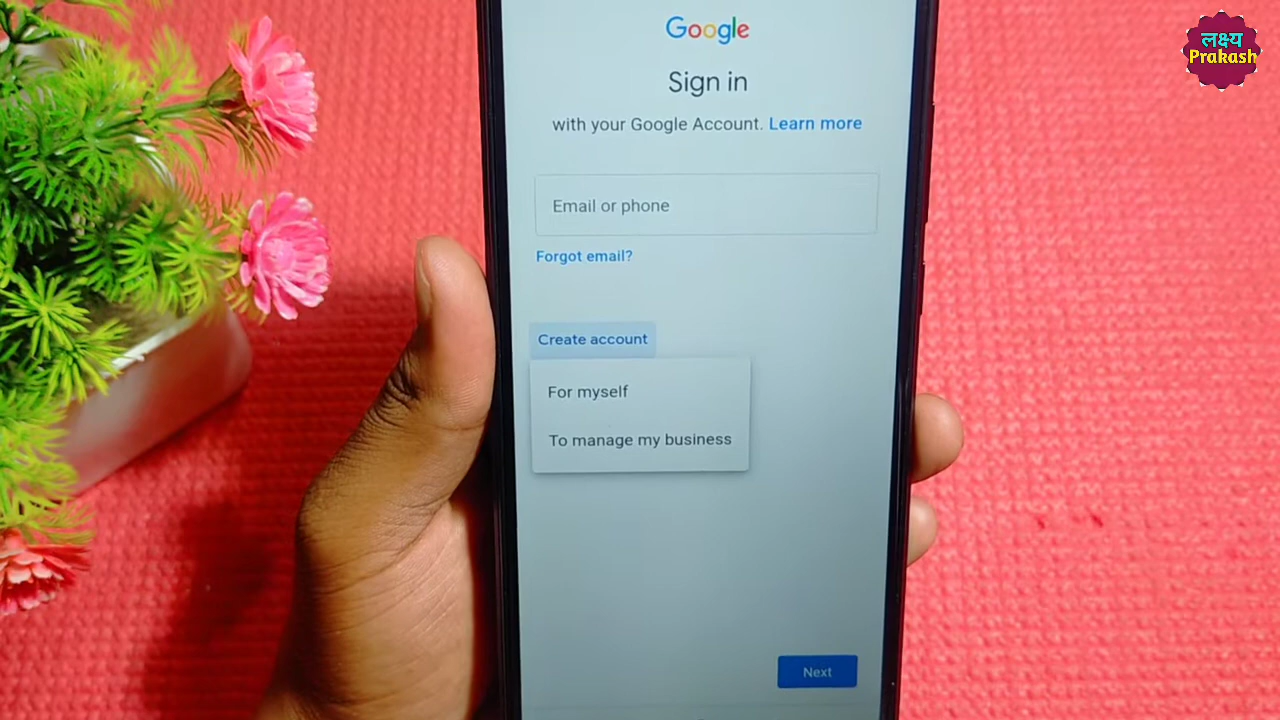 Google
Sign in
with your Google Account. Learn more
Email or phone
Forgot email?
Create account
For myself
To manage my business
Next
लक्ष्य
Prakash